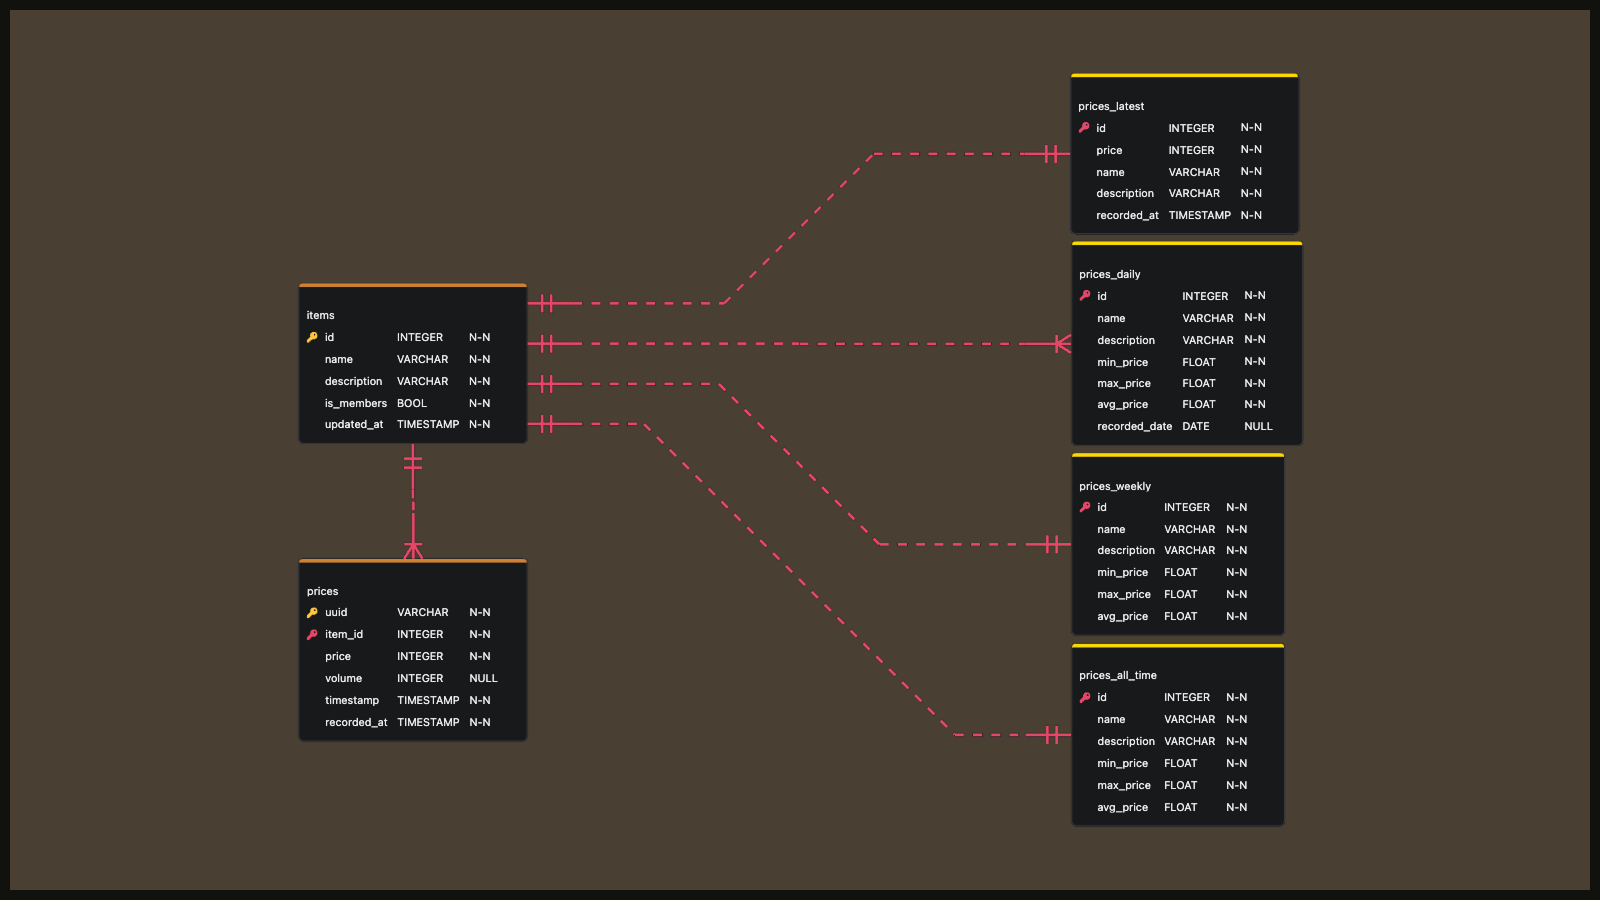 items
id INTEGER N-N
name VARCHAR N-N
description VARCHAR N-N
is_members BOOL N-N
updated_at TIMESTAMP N-N
prices
uuid VARCHAR N-N
item_id INTEGER N-N
price INTEGER N-N
volume INTEGER NULL
timestamp TIMESTAMP N-N
recorded_at TIMESTAMP N-N
prices_latest
id INTEGER N-N
price INTEGER N-N
name VARCHAR N-N
description VARCHAR N-N
recorded_at TIMESTAMP N-N
prices_daily
id INTEGER N-N
name VARCHAR N-N
description VARCHAR N-N
min_price FLOAT N-N
max_price FLOAT N-N
avg_price FLOAT N-N
recorded_date DATE NULL
prices_weekly
id INTEGER N-N
name VARCHAR N-N
description VARCHAR N-N
min_price FLOAT N-N
max_price FLOAT N-N
avg_price FLOAT N-N
prices_all_time
id INTEGER N-N
name VARCHAR N-N
description VARCHAR N-N
min_price FLOAT N-N
max_price FLOAT N-N
avg_price FLOAT N-N